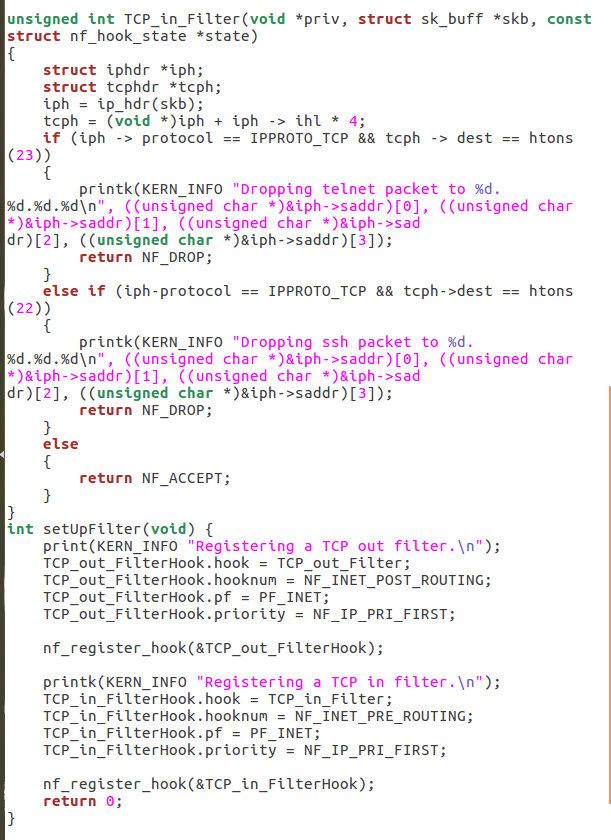 unsigned int TCP_in_Filter(void *priv, struct sk_buff *skb, const
struct nf_hook_state *state)
{
    struct iphdr *iph;
    struct tcphdr *tcph;
    iph = ip_hdr(skb);
    tcph = (void *)iph + iph -> ihl * 4;
    if (iph -> protocol == IPPROTO_TCP && tcph -> dest == htons
(23))
    {
        printk(KERN_INFO "Dropping telnet packet to %d.
%d.%d.%d\n", ((unsigned char *)&iph->saddr)[0], ((unsigned char
*)&iph->saddr)[1], ((unsigned char *)&iph->sad
dr)[2], ((unsigned char *)&iph->saddr)[3]);
        return NF_DROP;
    }
    else if (iph-protocol == IPPROTO_TCP && tcph->dest == htons
(22))
    {
        printk(KERN_INFO "Dropping ssh packet to %d.
%d.%d.%d\n", ((unsigned char *)&iph->saddr)[0], ((unsigned char
*)&iph->saddr)[1], ((unsigned char *)&iph->sad
dr)[2], ((unsigned char *)&iph->saddr)[3]);
        return NF_DROP;
    }
    else
    {
        return NF_ACCEPT;
    }
}
int setUpFilter(void) {
    print(KERN_INFO "Registering a TCP out filter.\n");
    TCP_out_FilterHook.hook = TCP_out_Filter;
    TCP_out_FilterHook.hooknum = NF_INET_POST_ROUTING;
    TCP_out_FilterHook.pf = PF_INET;
    TCP_out_FilterHook.priority = NF_IP_PRI_FIRST;

    nf_register_hook(&TCP_out_FilterHook);

    printk(KERN_INFO "Registering a TCP in filter.\n");
    TCP_in_FilterHook.hook = TCP_in_Filter;
    TCP_in_FilterHook.hooknum = NF_INET_PRE_ROUTING;
    TCP_in_FilterHook.pf = PF_INET;
    TCP_in_FilterHook.priority = NF_IP_PRI_FIRST;

    nf_register_hook(&TCP_in_FilterHook);
    return 0;
}